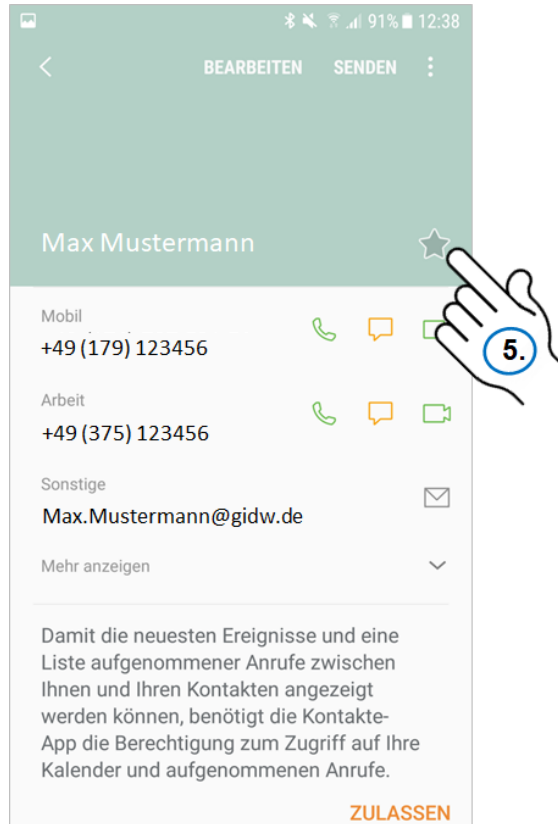 91% 12:38
BEARBEITEN SENDEN
Max Mustermann
Mobil
+49 (179) 123456
5.)
Arbeit
+49 (375) 123456
Sonstige
Max.Mustermann@gidw.de
Mehr anzeigen
Damit die neuesten Ereignisse und eine
Liste aufgenommener Anrufe zwischen
Ihnen und Ihren Kontakten angezeigt
werden können, benötigt die Kontakte-
App die Berechtigung zum Zugriff auf Ihre
Kalender und aufgenommenen Anrufe.
ZULASSEN